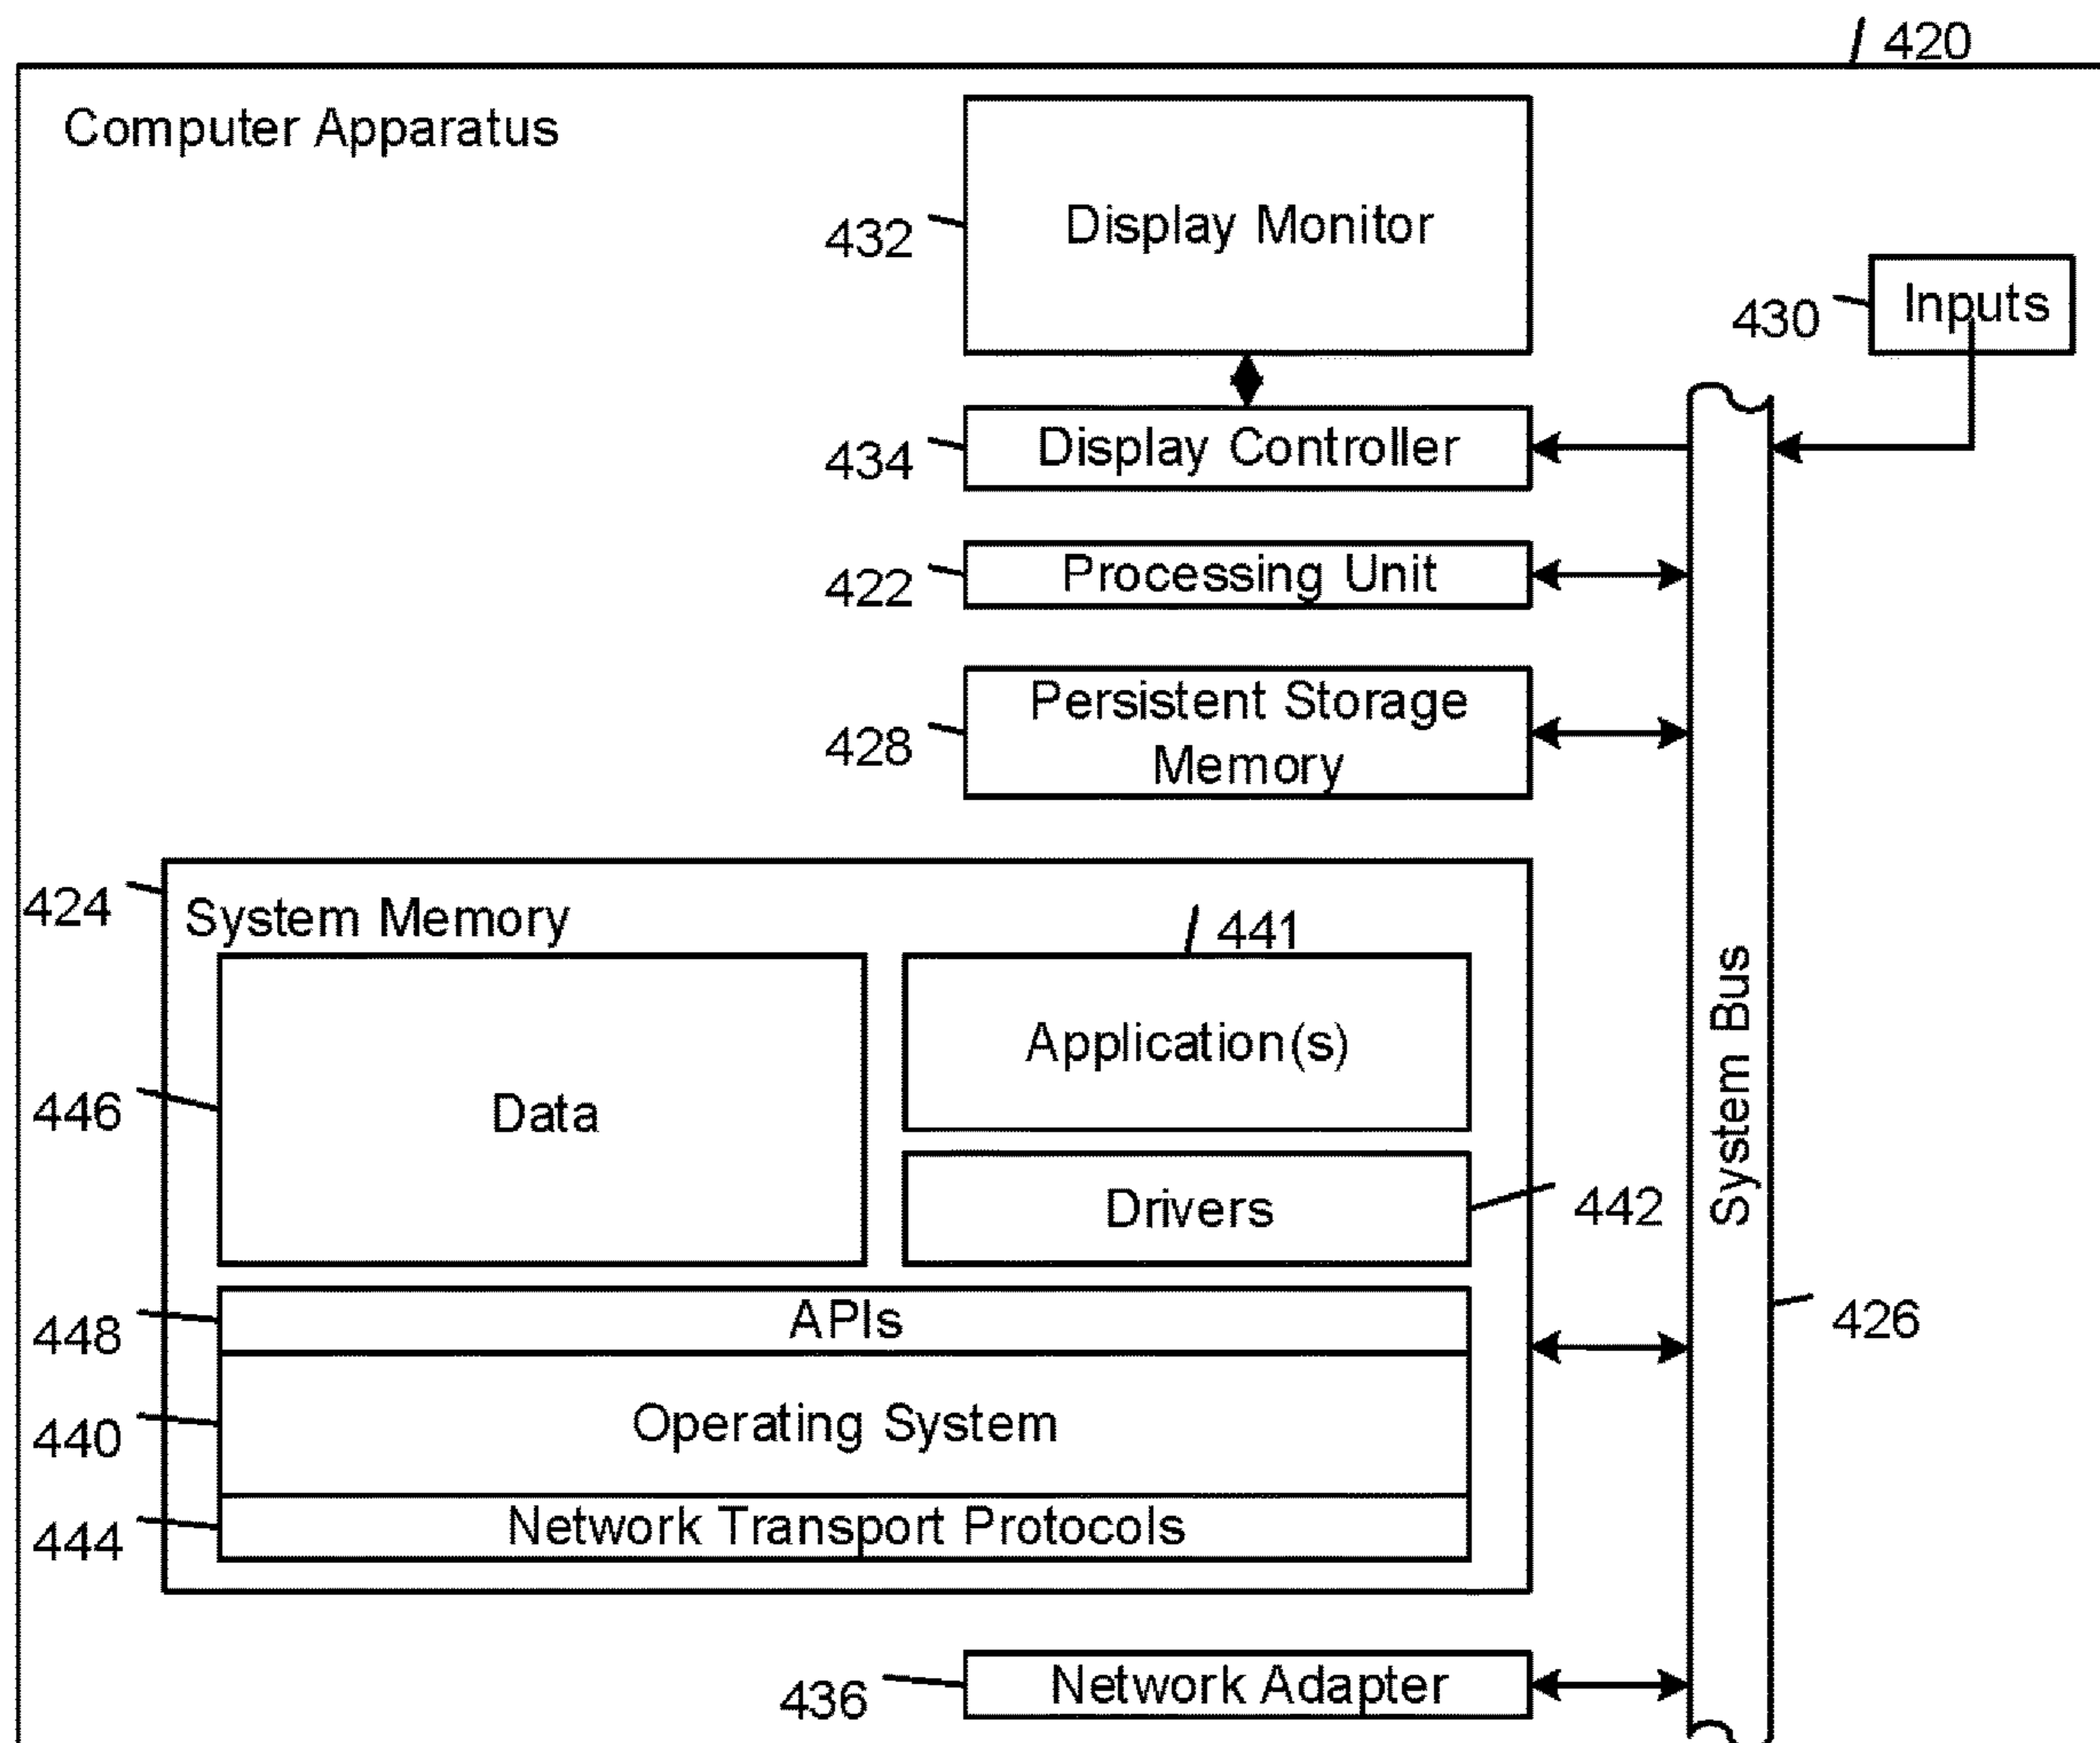 420
Computer Apparatus
432
Display Monitor
430
Inputs
434
Display Controller
422
Processing Unit
428
Persistent Storage
Memory
424
System Memory
441
446
Data
Application(s)
Drivers
442
System Bus
426
448
APIs
440
Operating System
444
Network Transport Protocols
436
Network Adapter